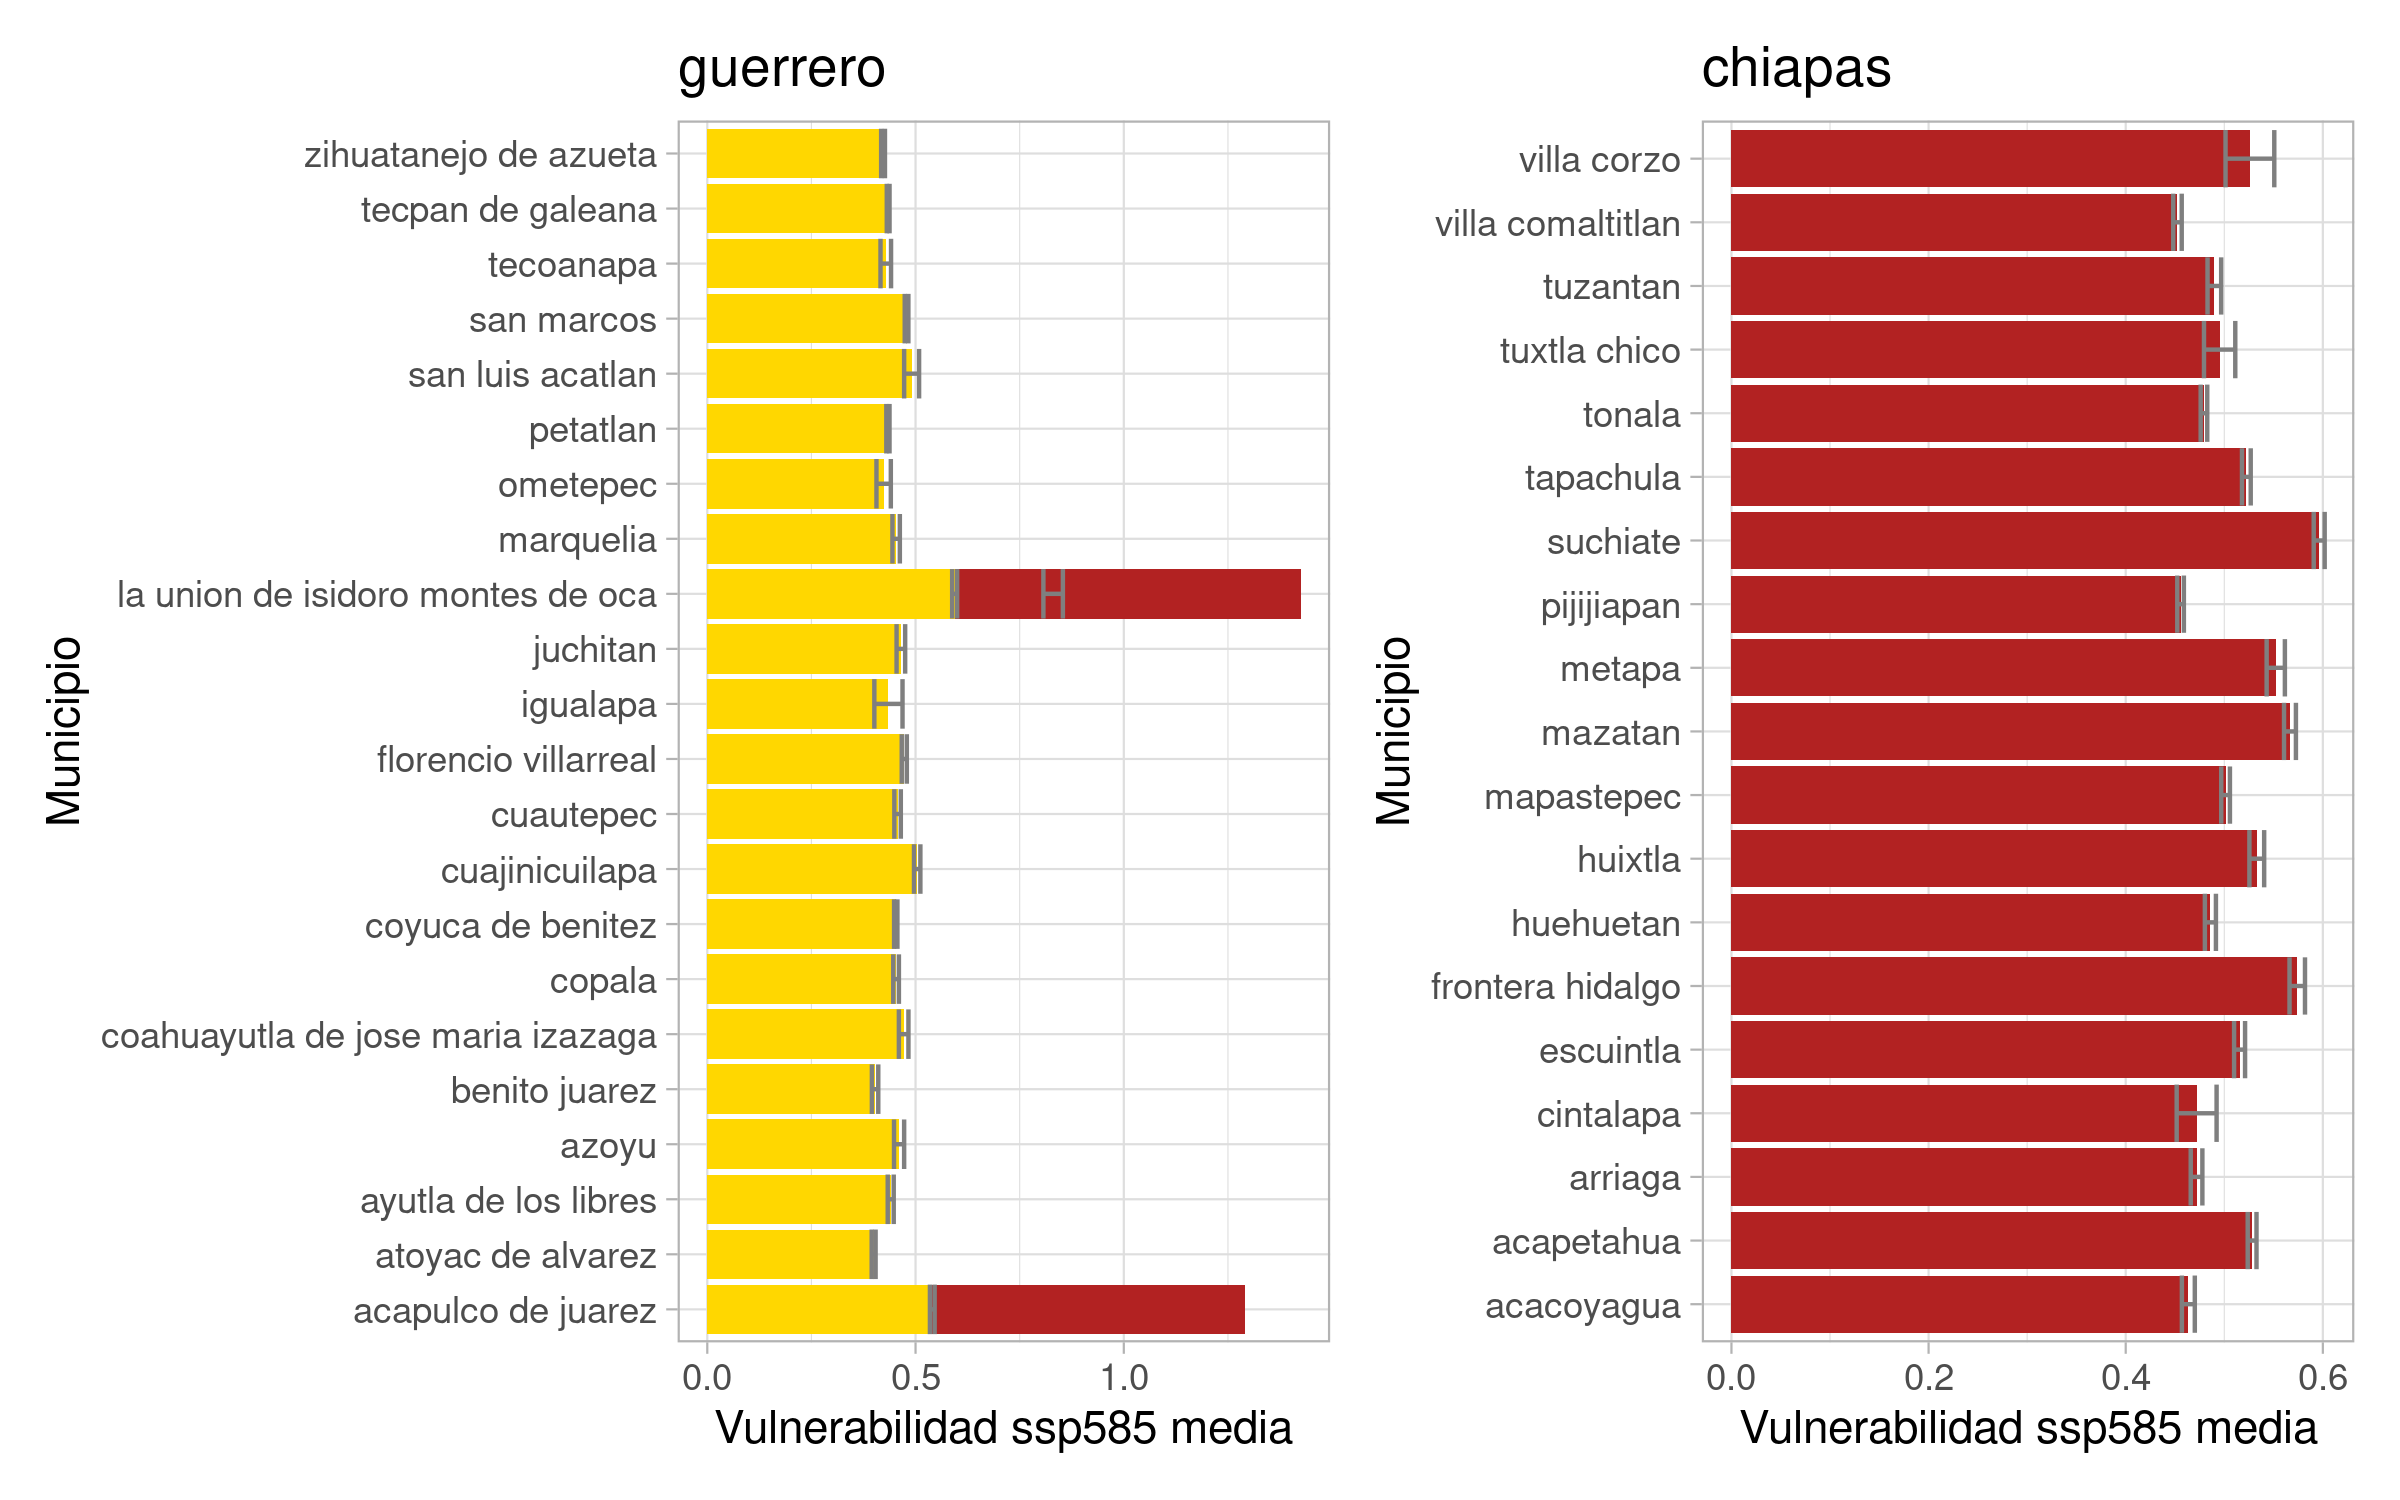 guerrero
zihuatanejo de azueta
tecpan de galeana
tecoanapa
san marcos
san luis acatlan
petatlan
ometepec
marquelia
la union de isidoro montes de oca
juchitan
igualapa
florencio villarreal
cuautepec
cuajinicuilapa
coyuca de benitez
copala
coahuayutla de jose maria izazaga
benito juarez
azoyu
ayutla de los libres
atoyac de alvarez
acapulco de juarez
Municipio
0.0 0.5 1.0
Vulnerabilidad ssp585 media
chiapas
villa corzo
villa comaltitlan
tuzantan
tuxtla chico
tonala
tapachula
suchiate
pijijiapan
metapa
mazatan
mapastepec
huixtla
huehuetan
frontera hidalgo
escuintla
cintalapa
arriaga
acapetahua
acacoyagua
Municipio
0.0 0.2 0.4 0.6
Vulnerabilidad ssp585 media